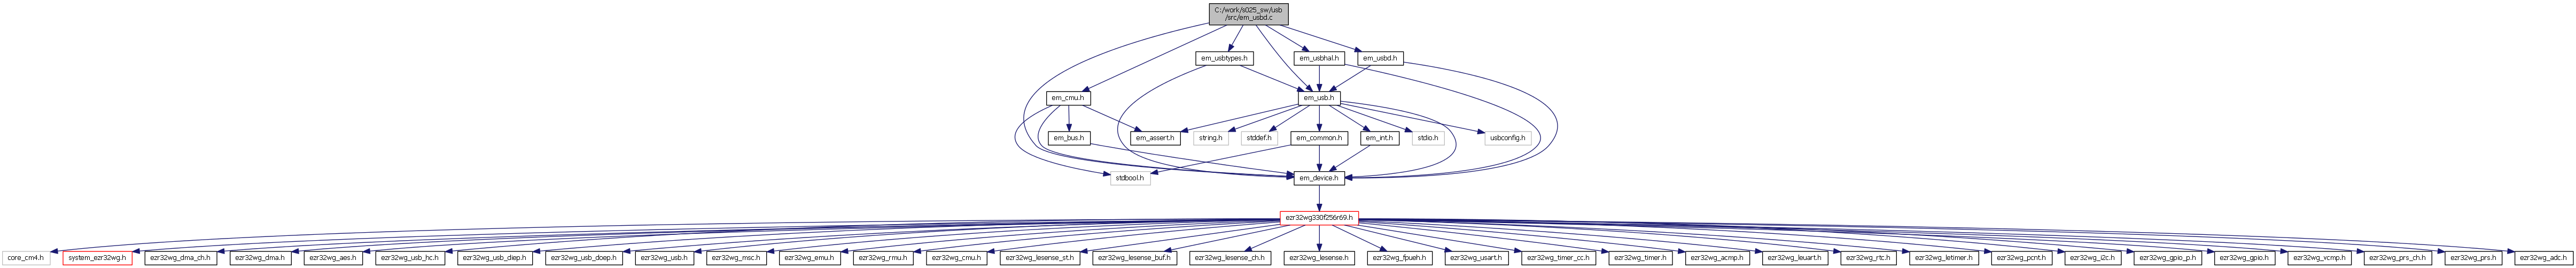 C:/work/s025_sw/usb
/src/em_usbd.c
em_usbtypes.h
em_usbhal.h
em_usbd.h
em_cmu.h
em_usb.h
em_bus.h
em_assert.h
string.h
stddef.h
em_common.h
em_int.h
stdio.h
usbconfig.h
stdbool.h
em_device.h
ezr32wg330f256r69.h
core_cm4.h
system_ezr32wg.h
ezr32wg_dma_ch.h
ezr32wg_dma.h
ezr32wg_aes.h
ezr32wg_usb_hc.h
ezr32wg_usb_diep.h
ezr32wg_usb_doep.h
ezr32wg_usb.h
ezr32wg_msc.h
ezr32wg_emu.h
ezr32wg_rmu.h
ezr32wg_cmu.h
ezr32wg_lesense_st.h
ezr32wg_lesense_buf.h
ezr32wg_lesense_ch.h
ezr32wg_lesense.h
ezr32wg_fpueh.h
ezr32wg_usart.h
ezr32wg_timer_cc.h
ezr32wg_timer.h
ezr32wg_acmp.h
ezr32wg_leuart.h
ezr32wg_rtc.h
ezr32wg_letimer.h
ezr32wg_pcnt.h
ezr32wg_i2c.h
ezr32wg_gpio_p.h
ezr32wg_gpio.h
ezr32wg_vcmp.h
ezr32wg_prs_ch.h
ezr32wg_prs.h
ezr32wg_adc.h